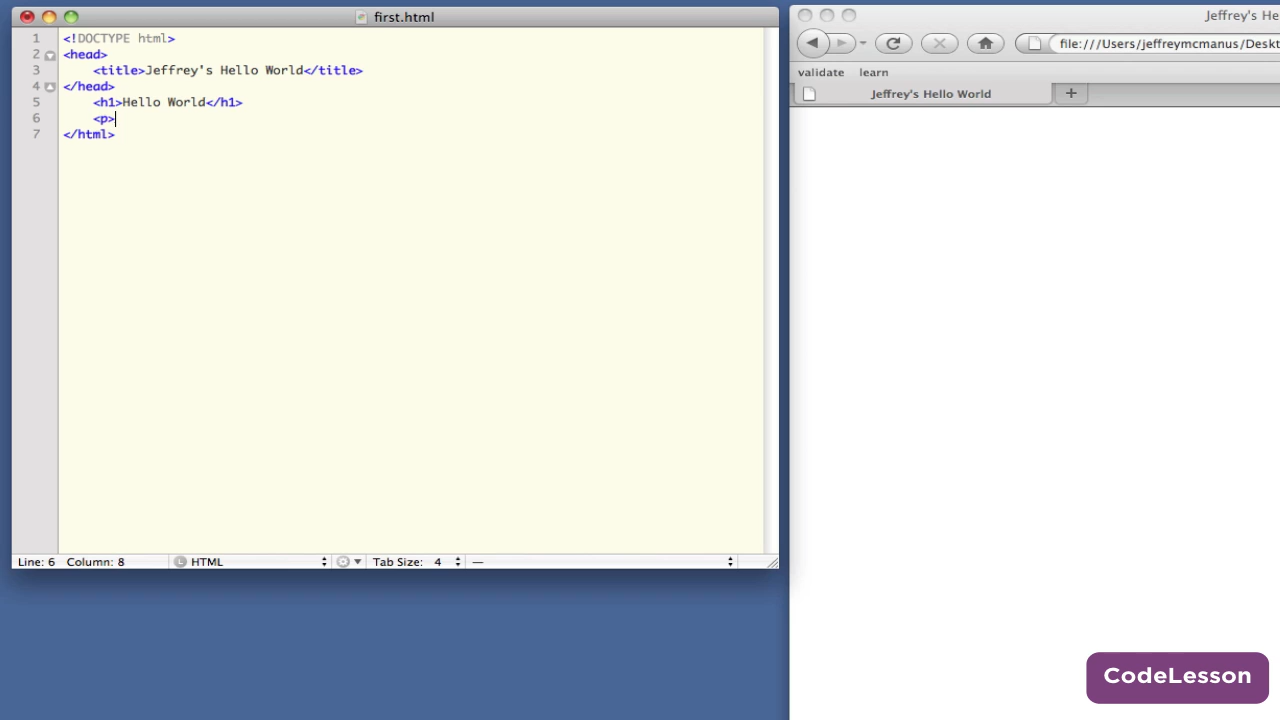 first.html
1 <!DOCTYPE html>
2 <head>
3 <title>Jeffrey's Hello World</title>
4 </head>
5 <h1>Hello World</h1>
6 <p>
7 </html>
Line: 6 Column: 8 HTML Tab Size: 4 —
Jeffrey's He
file:///Users/jeffreymcmanus/Deskt
validate learn
Jeffrey's Hello World +
CodeLesson